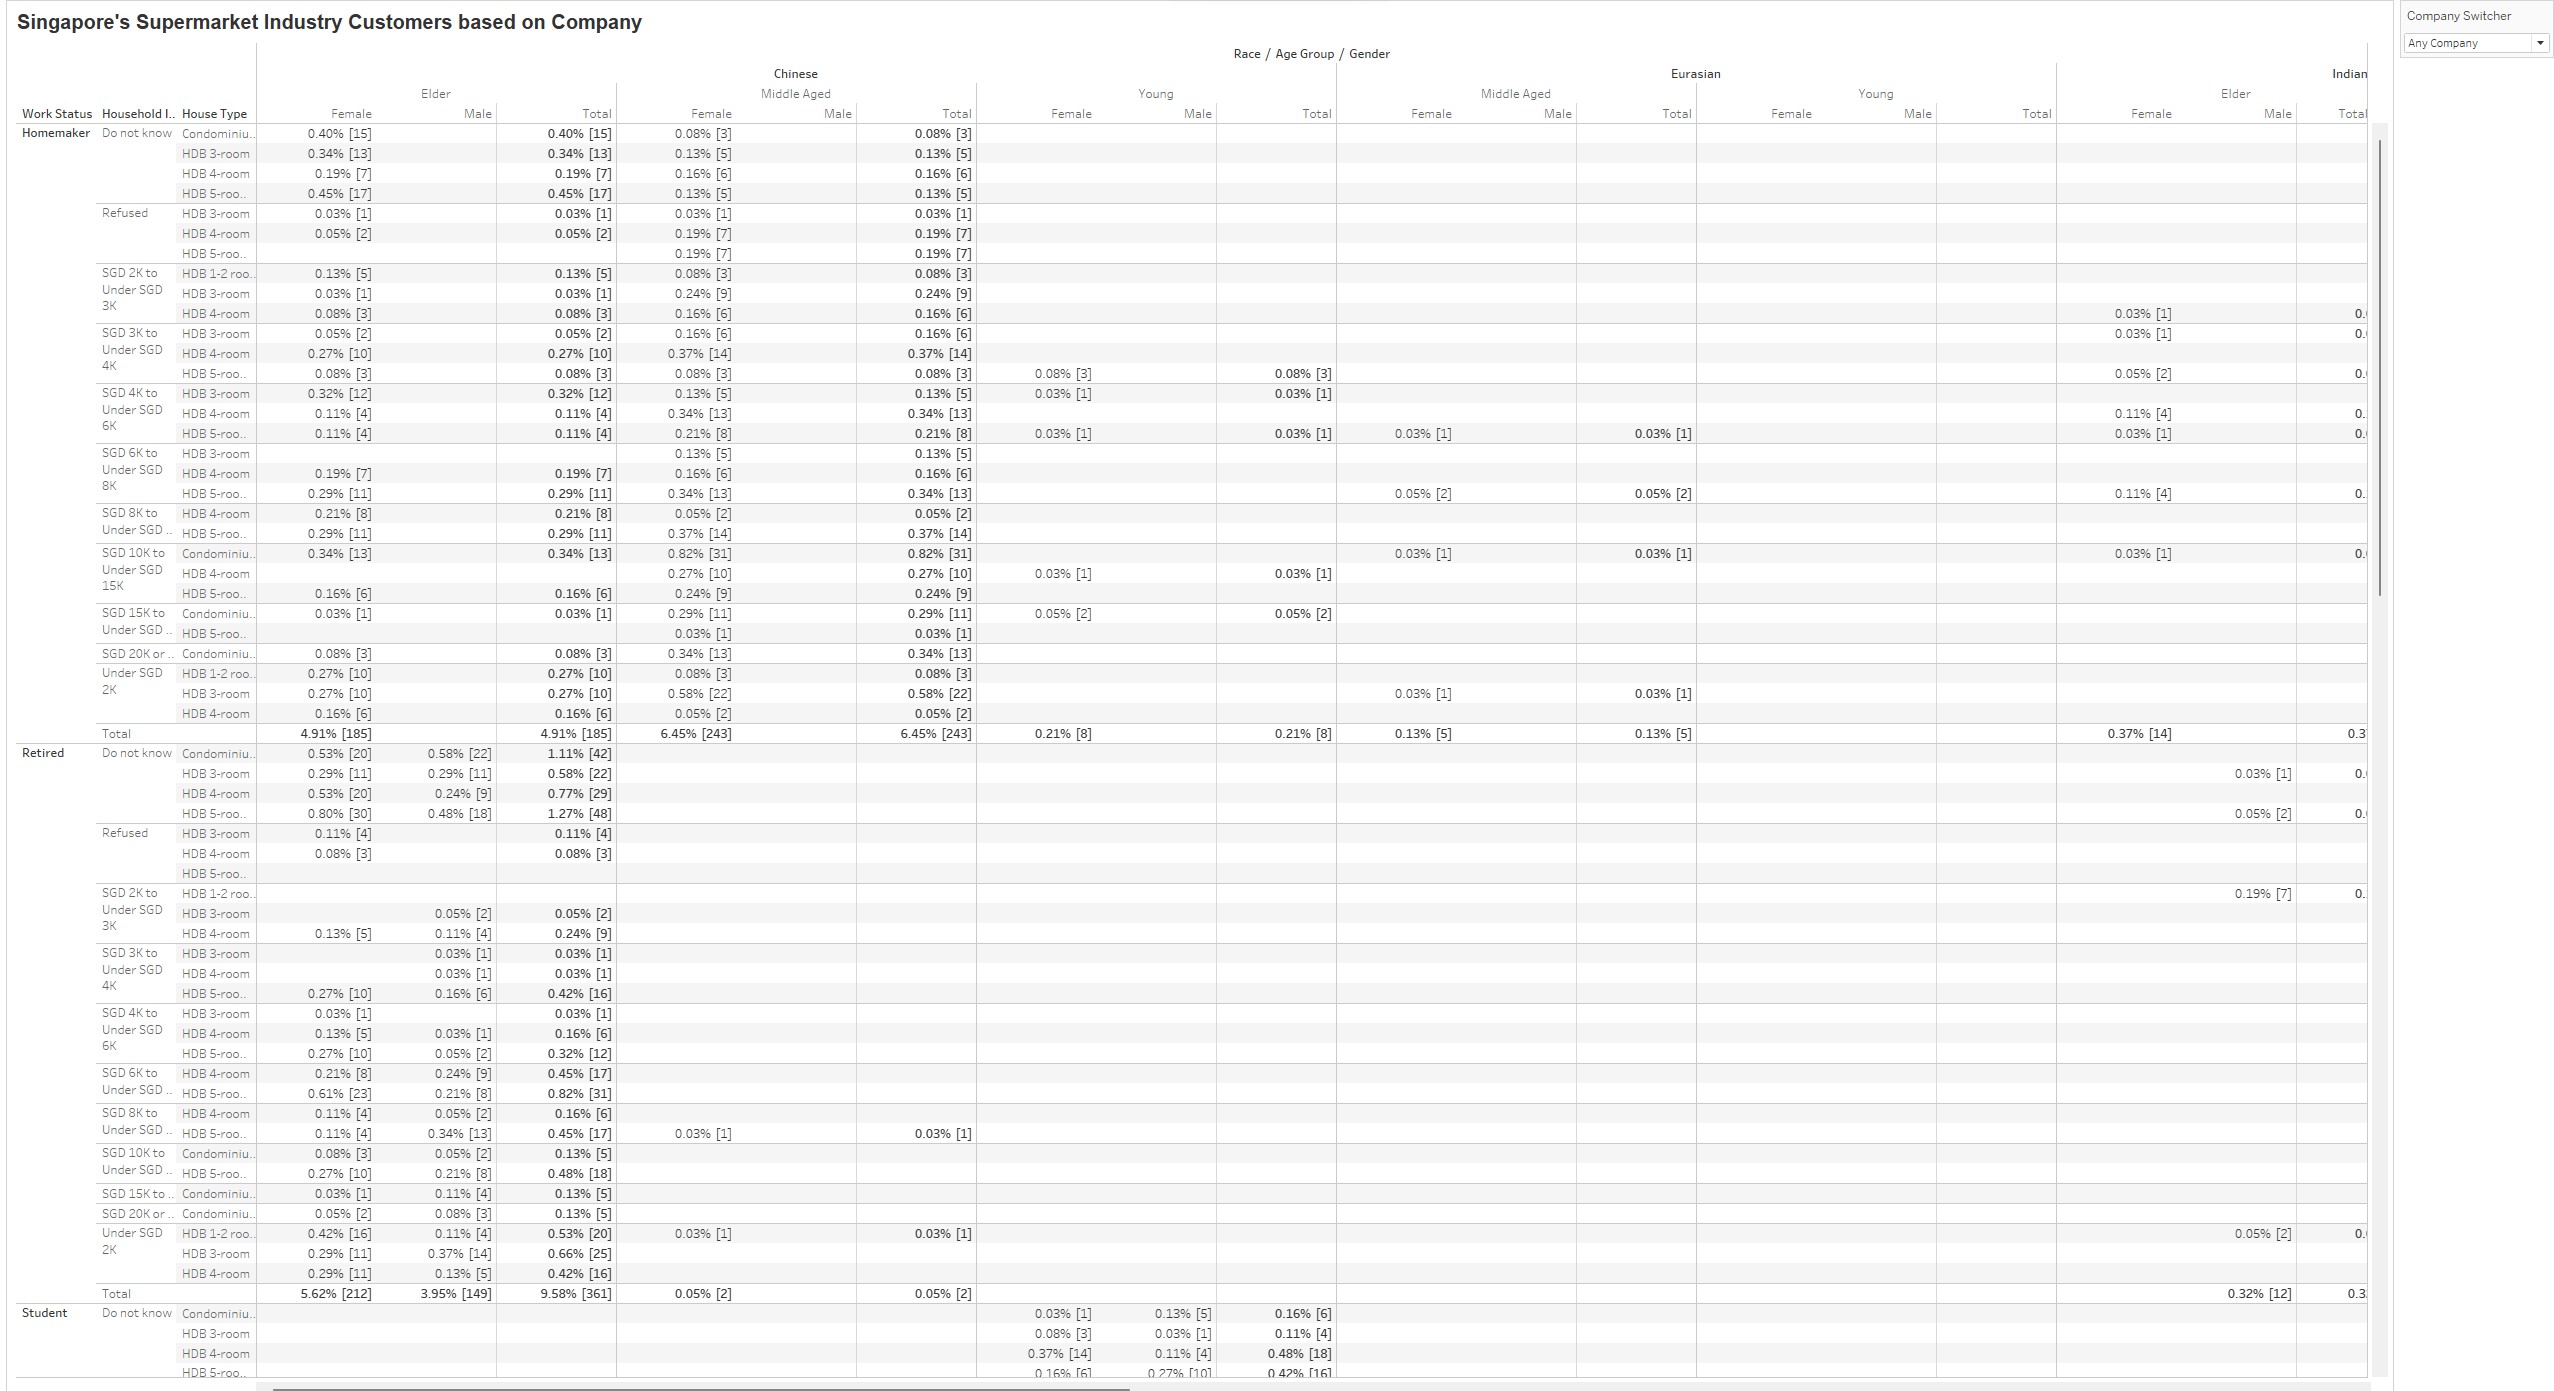 Singapore's Supermarket Industry Customers based on Company
Company Switcher
Any Company
Race / Age Group / Gender
Chinese Eurasian Indian
Elder Middle Aged Young Middle Aged Young Elder
Work Status Household I.. House Type Female Male Total Female Male Total Female Male Total Female Male Total Female Male Total Female Male Total
Homemaker Do not know Condominiu.. 0.40% [15] 0.40% [15] 0.08% [3] 0.08% [3]
HDB 3-room 0.34% [13] 0.34% [13] 0.13% [5] 0.13% [5]
HDB 4-room 0.19% [7] 0.19% [7] 0.16% [6] 0.16% [6]
HDB 5-roo.. 0.45% [17] 0.45% [17] 0.13% [5] 0.13% [5]
Refused HDB 3-room 0.03% [1] 0.03% [1] 0.03% [1] 0.03% [1]
HDB 4-room 0.05% [2] 0.05% [2] 0.19% [7] 0.19% [7]
HDB 5-roo.. 0.19% [7] 0.19% [7]
SGD 2K to Under SGD 3K HDB 1-2 roo.. 0.13% [5] 0.13% [5] 0.08% [3] 0.08% [3]
HDB 3-room 0.03% [1] 0.03% [1] 0.24% [9] 0.24% [9]
HDB 4-room 0.08% [3] 0.08% [3] 0.16% [6] 0.16% [6] 0.03% [1] 0.
SGD 3K to Under SGD 4K HDB 3-room 0.05% [2] 0.05% [2] 0.16% [6] 0.16% [6] 0.03% [1] 0.
HDB 4-room 0.27% [10] 0.27% [10] 0.37% [14] 0.37% [14]
HDB 5-roo.. 0.08% [3] 0.08% [3] 0.08% [3] 0.08% [3] 0.08% [3] 0.08% [3] 0.05% [2] 0.
SGD 4K to Under SGD 6K HDB 3-room 0.32% [12] 0.32% [12] 0.13% [5] 0.13% [5] 0.03% [1] 0.03% [1]
HDB 4-room 0.11% [4] 0.11% [4] 0.34% [13] 0.34% [13] 0.11% [4] 0.
HDB 5-roo.. 0.11% [4] 0.11% [4] 0.21% [8] 0.21% [8] 0.03% [1] 0.03% [1] 0.03% [1] 0.03% [1] 0.03% [1] 0.
SGD 6K to Under SGD 8K HDB 3-room 0.13% [5] 0.13% [5]
HDB 4-room 0.19% [7] 0.19% [7] 0.16% [6] 0.16% [6]
HDB 5-roo.. 0.29% [11] 0.29% [11] 0.34% [13] 0.34% [13] 0.05% [2] 0.05% [2] 0.11% [4] 0.
SGD 8K to Under SGD .. HDB 4-room 0.21% [8] 0.21% [8] 0.05% [2] 0.05% [2]
HDB 5-roo.. 0.29% [11] 0.29% [11] 0.37% [14] 0.37% [14]
SGD 10K to Under SGD 15K Condominiu.. 0.34% [13] 0.34% [13] 0.82% [31] 0.82% [31] 0.03% [1] 0.03% [1] 0.03% [1] 0.
HDB 4-room 0.27% [10] 0.27% [10] 0.03% [1] 0.03% [1]
HDB 5-roo.. 0.16% [6] 0.16% [6] 0.24% [9] 0.24% [9]
SGD 15K to Under SGD .. Condominiu.. 0.03% [1] 0.03% [1] 0.29% [11] 0.29% [11] 0.05% [2] 0.05% [2]
HDB 5-roo.. 0.03% [1] 0.03% [1]
SGD 20K or .. Condominiu.. 0.08% [3] 0.08% [3] 0.34% [13] 0.34% [13]
Under SGD 2K HDB 1-2 roo.. 0.27% [10] 0.27% [10] 0.08% [3] 0.08% [3]
HDB 3-room 0.27% [10] 0.27% [10] 0.58% [22] 0.58% [22] 0.03% [1] 0.03% [1]
HDB 4-room 0.16% [6] 0.16% [6] 0.05% [2] 0.05% [2]
Total 4.91% [185] 4.91% [185] 6.45% [243] 6.45% [243] 0.21% [8] 0.21% [8] 0.13% [5] 0.13% [5] 0.37% [14] 0.3
Retired Do not know Condominiu.. 0.53% [20] 0.58% [22] 1.11% [42]
HDB 3-room 0.29% [11] 0.29% [11] 0.58% [22] 0.03% [1] 0.
HDB 4-room 0.53% [20] 0.24% [9] 0.77% [29]
HDB 5-roo.. 0.80% [30] 0.48% [18] 1.27% [48] 0.05% [2] 0.
Refused HDB 3-room 0.11% [4] 0.11% [4]
HDB 4-room 0.08% [3] 0.08% [3]
HDB 5-roo..
SGD 2K to Under SGD 3K HDB 1-2 roo.. 0.19% [7] 0.
HDB 3-room 0.05% [2] 0.05% [2]
HDB 4-room 0.13% [5] 0.11% [4] 0.24% [9]
SGD 3K to Under SGD 4K HDB 3-room 0.03% [1] 0.03% [1]
HDB 4-room 0.03% [1] 0.03% [1]
HDB 5-roo.. 0.27% [10] 0.16% [6] 0.42% [16]
SGD 4K to Under SGD 6K HDB 3-room 0.03% [1] 0.03% [1]
HDB 4-room 0.13% [5] 0.03% [1] 0.16% [6]
HDB 5-roo.. 0.27% [10] 0.05% [2] 0.32% [12]
SGD 6K to Under SGD .. HDB 4-room 0.21% [8] 0.24% [9] 0.45% [17]
HDB 5-roo.. 0.61% [23] 0.21% [8] 0.82% [31]
SGD 8K to Under SGD .. HDB 4-room 0.11% [4] 0.05% [2] 0.16% [6]
HDB 5-roo.. 0.11% [4] 0.34% [13] 0.45% [17] 0.03% [1] 0.03% [1]
SGD 10K to Under SGD .. Condominiu.. 0.08% [3] 0.05% [2] 0.13% [5]
HDB 5-roo.. 0.27% [10] 0.21% [8] 0.48% [18]
SGD 15K to .. Condominiu.. 0.03% [1] 0.11% [4] 0.13% [5]
SGD 20K or .. Condominiu.. 0.05% [2] 0.08% [3] 0.13% [5]
Under SGD 2K HDB 1-2 roo.. 0.42% [16] 0.11% [4] 0.53% [20] 0.03% [1] 0.03% [1] 0.05% [2] 0.
HDB 3-room 0.29% [11] 0.37% [14] 0.66% [25]
HDB 4-room 0.29% [11] 0.13% [5] 0.42% [16]
Total 5.62% [212] 3.95% [149] 9.58% [361] 0.05% [2] 0.05% [2] 0.32% [12] 0.3
Student Do not know Condominiu.. 0.03% [1] 0.13% [5] 0.16% [6]
HDB 3-room 0.08% [3] 0.03% [1] 0.11% [4]
HDB 4-room 0.37% [14] 0.11% [4] 0.48% [18]
HDB 5-roo.. 0.16% [6] 0.27% [10] 0.42% [16]